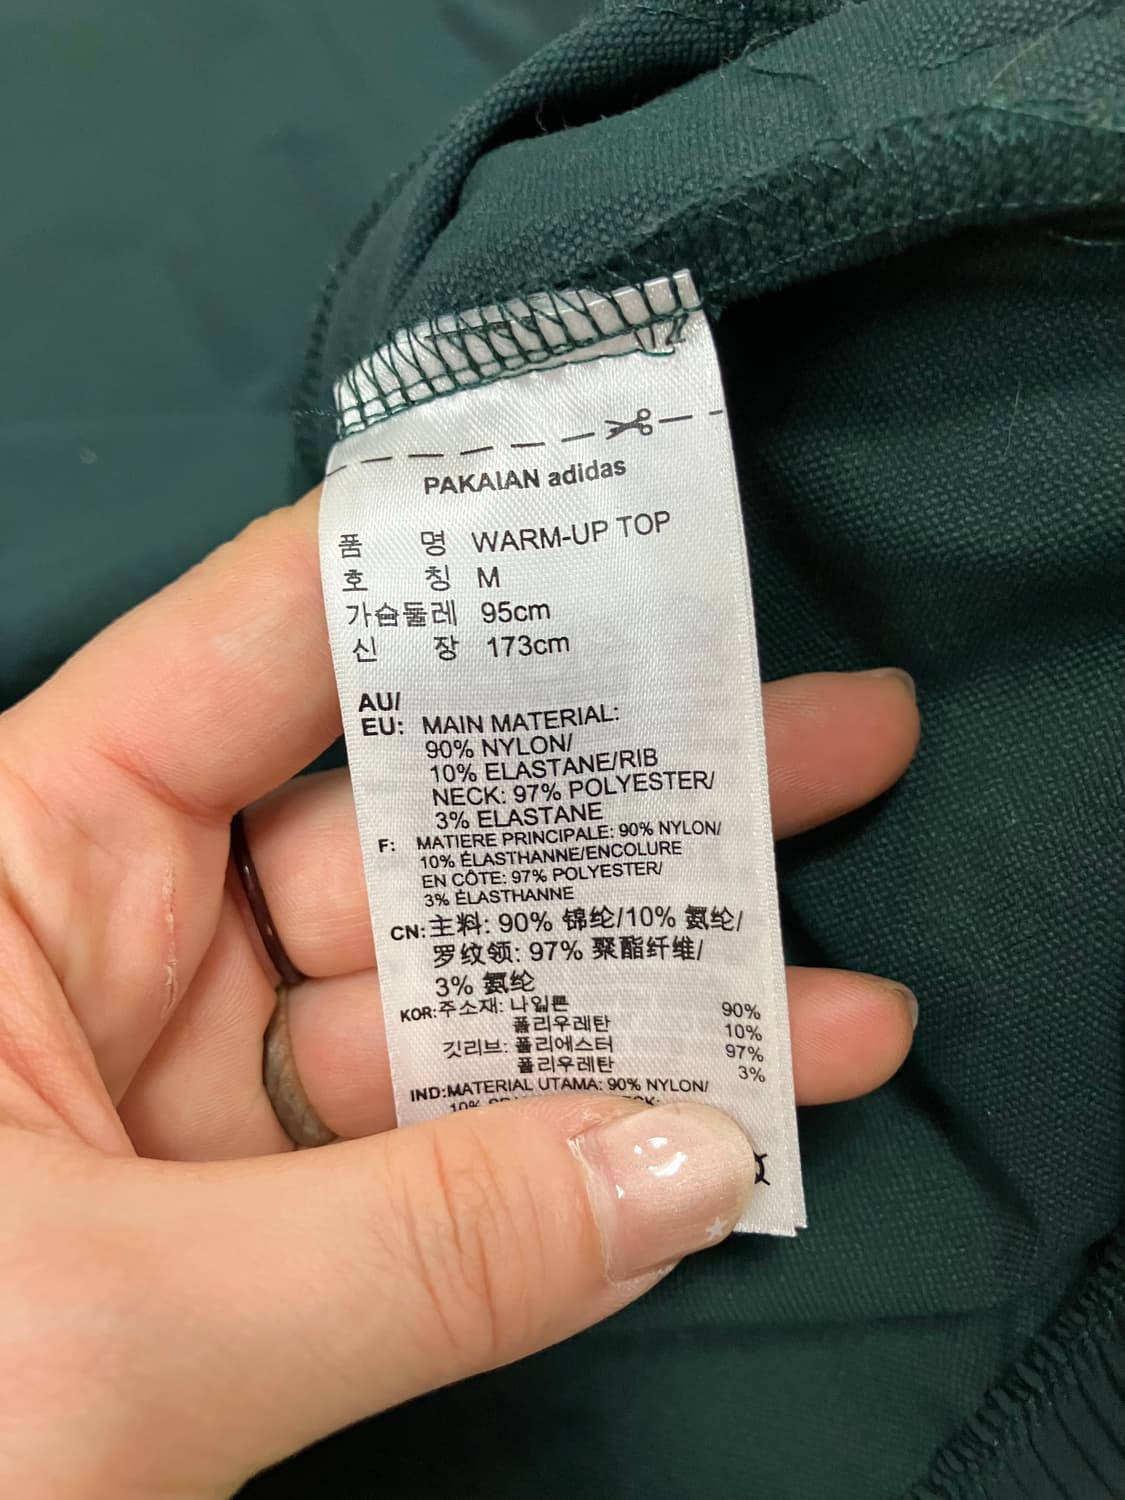 PAKAIAN adidas
품 명 WARM-UP TOP
호 칭 M
가슴둘레 95cm
신 장 173cm
AU/
EU: MAIN MATERIAL:
90% NYLON/
10% ELASTANE/RIB
NECK: 97% POLYESTER/
3% ELASTANE
F: MATIERE PRINCIPALE: 90% NYLON/
10% ÉLASTHANNE/ENCOLURE
EN CÔTE: 97% POLYESTER/
3% ÉLASTHANNE
CN: 主料: 90% 锦纶/10% 氨纶/
罗纹领: 97% 聚酯纤维/
3% 氨纶
KOR: 주소재: 나일론 90%
폴리우레탄 10%
깃리브: 폴리에스터 97%
폴리우레탄 3%
IND: MATERIAL UTAMA: 90% NYLON/
10%